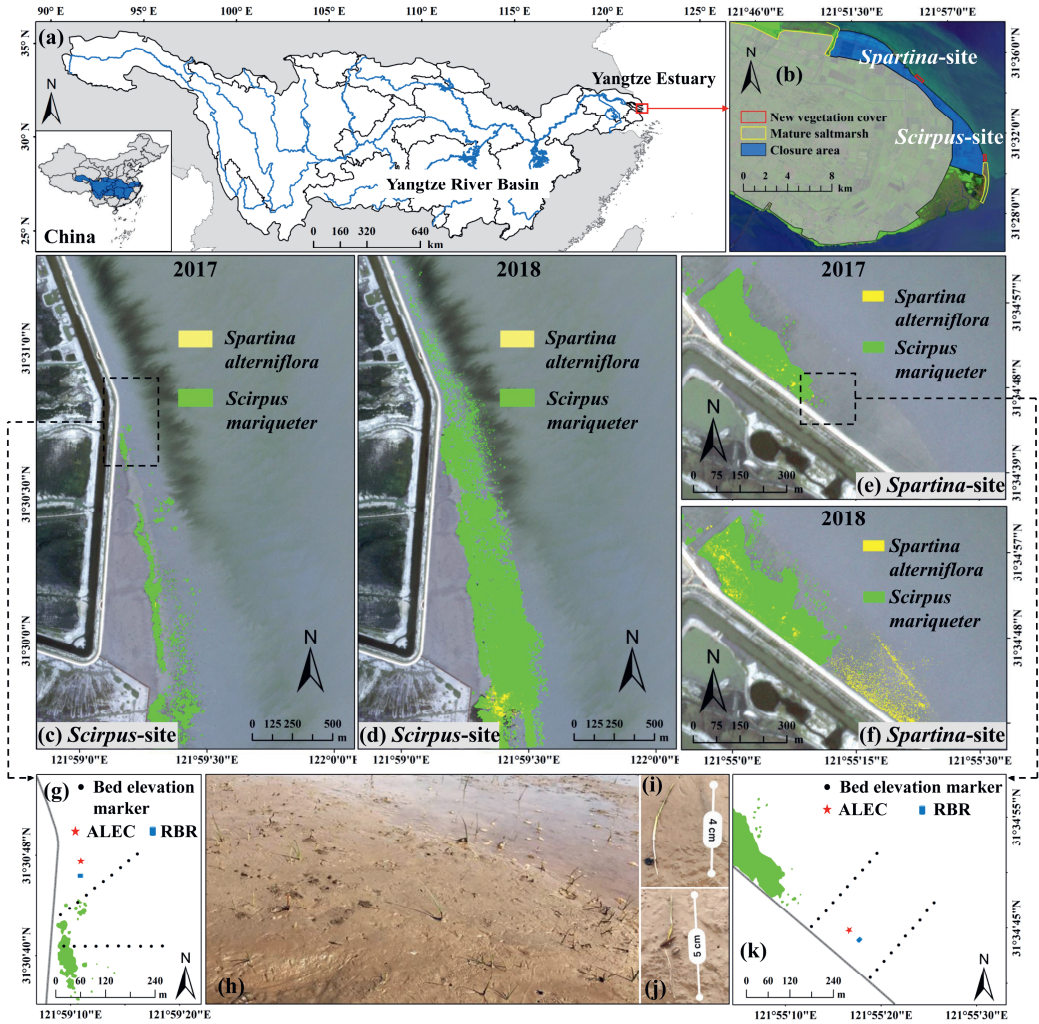 90°E 95°E 100°E 105°E 110°E 115°E 120°E 125°E
35° N
30°N
25°N
(a)
N
Yangtze Estuary
Yangtze River Basin
China
0 160 320 640
km
121°46'0"E 121°51'0"E 121°57'0"E
31°36'0"N
31°32'0"N
31°28'0"N
N
(b)
Spartina-site
Scirpus-site
New vegetation cover
Mature saltmarsh
Closure area
0 2 4 8
km
2017
Spartina
alterniflora
Scirpus
mariqueter
31°31'0"N
31°30'30"N
31°30'0"N
N
0 125 250 500
m
(c) Scirpus-site
121°59'0"E 121°59'30"E 122°0'0"E
2018
Spartina
alterniflora
Scirpus
mariqueter
N
0 125 250 500
m
(d) Scirpus-site
121°59'0"E 121°59'30"E 122°0'0"E
2017
Spartina
alterniflora
Scirpus
mariqueter
31°34'57"N
31°34'48"N
31°34'39"N
N
0 75 150 300
m
(e) Spartina-site
2018
Spartina
alterniflora
Scirpus
mariqueter
31°34'57"N
31°34'48"N
N
0 75 150 300
m
(f) Spartina-site
121°55'0"E 121°55'15"E 121°55'30"E
(g)
Bed elevation
marker
ALEC RBR
31°30'48"N
31°30'40"N
0 60 120 240
m
N
121°59'10"E 121°59'20"E
(h)
(i)
4 cm
(j)
5 cm
Bed elevation marker
ALEC RBR
31°34'55"N
31°34'45"N
(k)
0 60 120 240
m
N
121°55'10"E 121°55'20"E 121°55'30"E